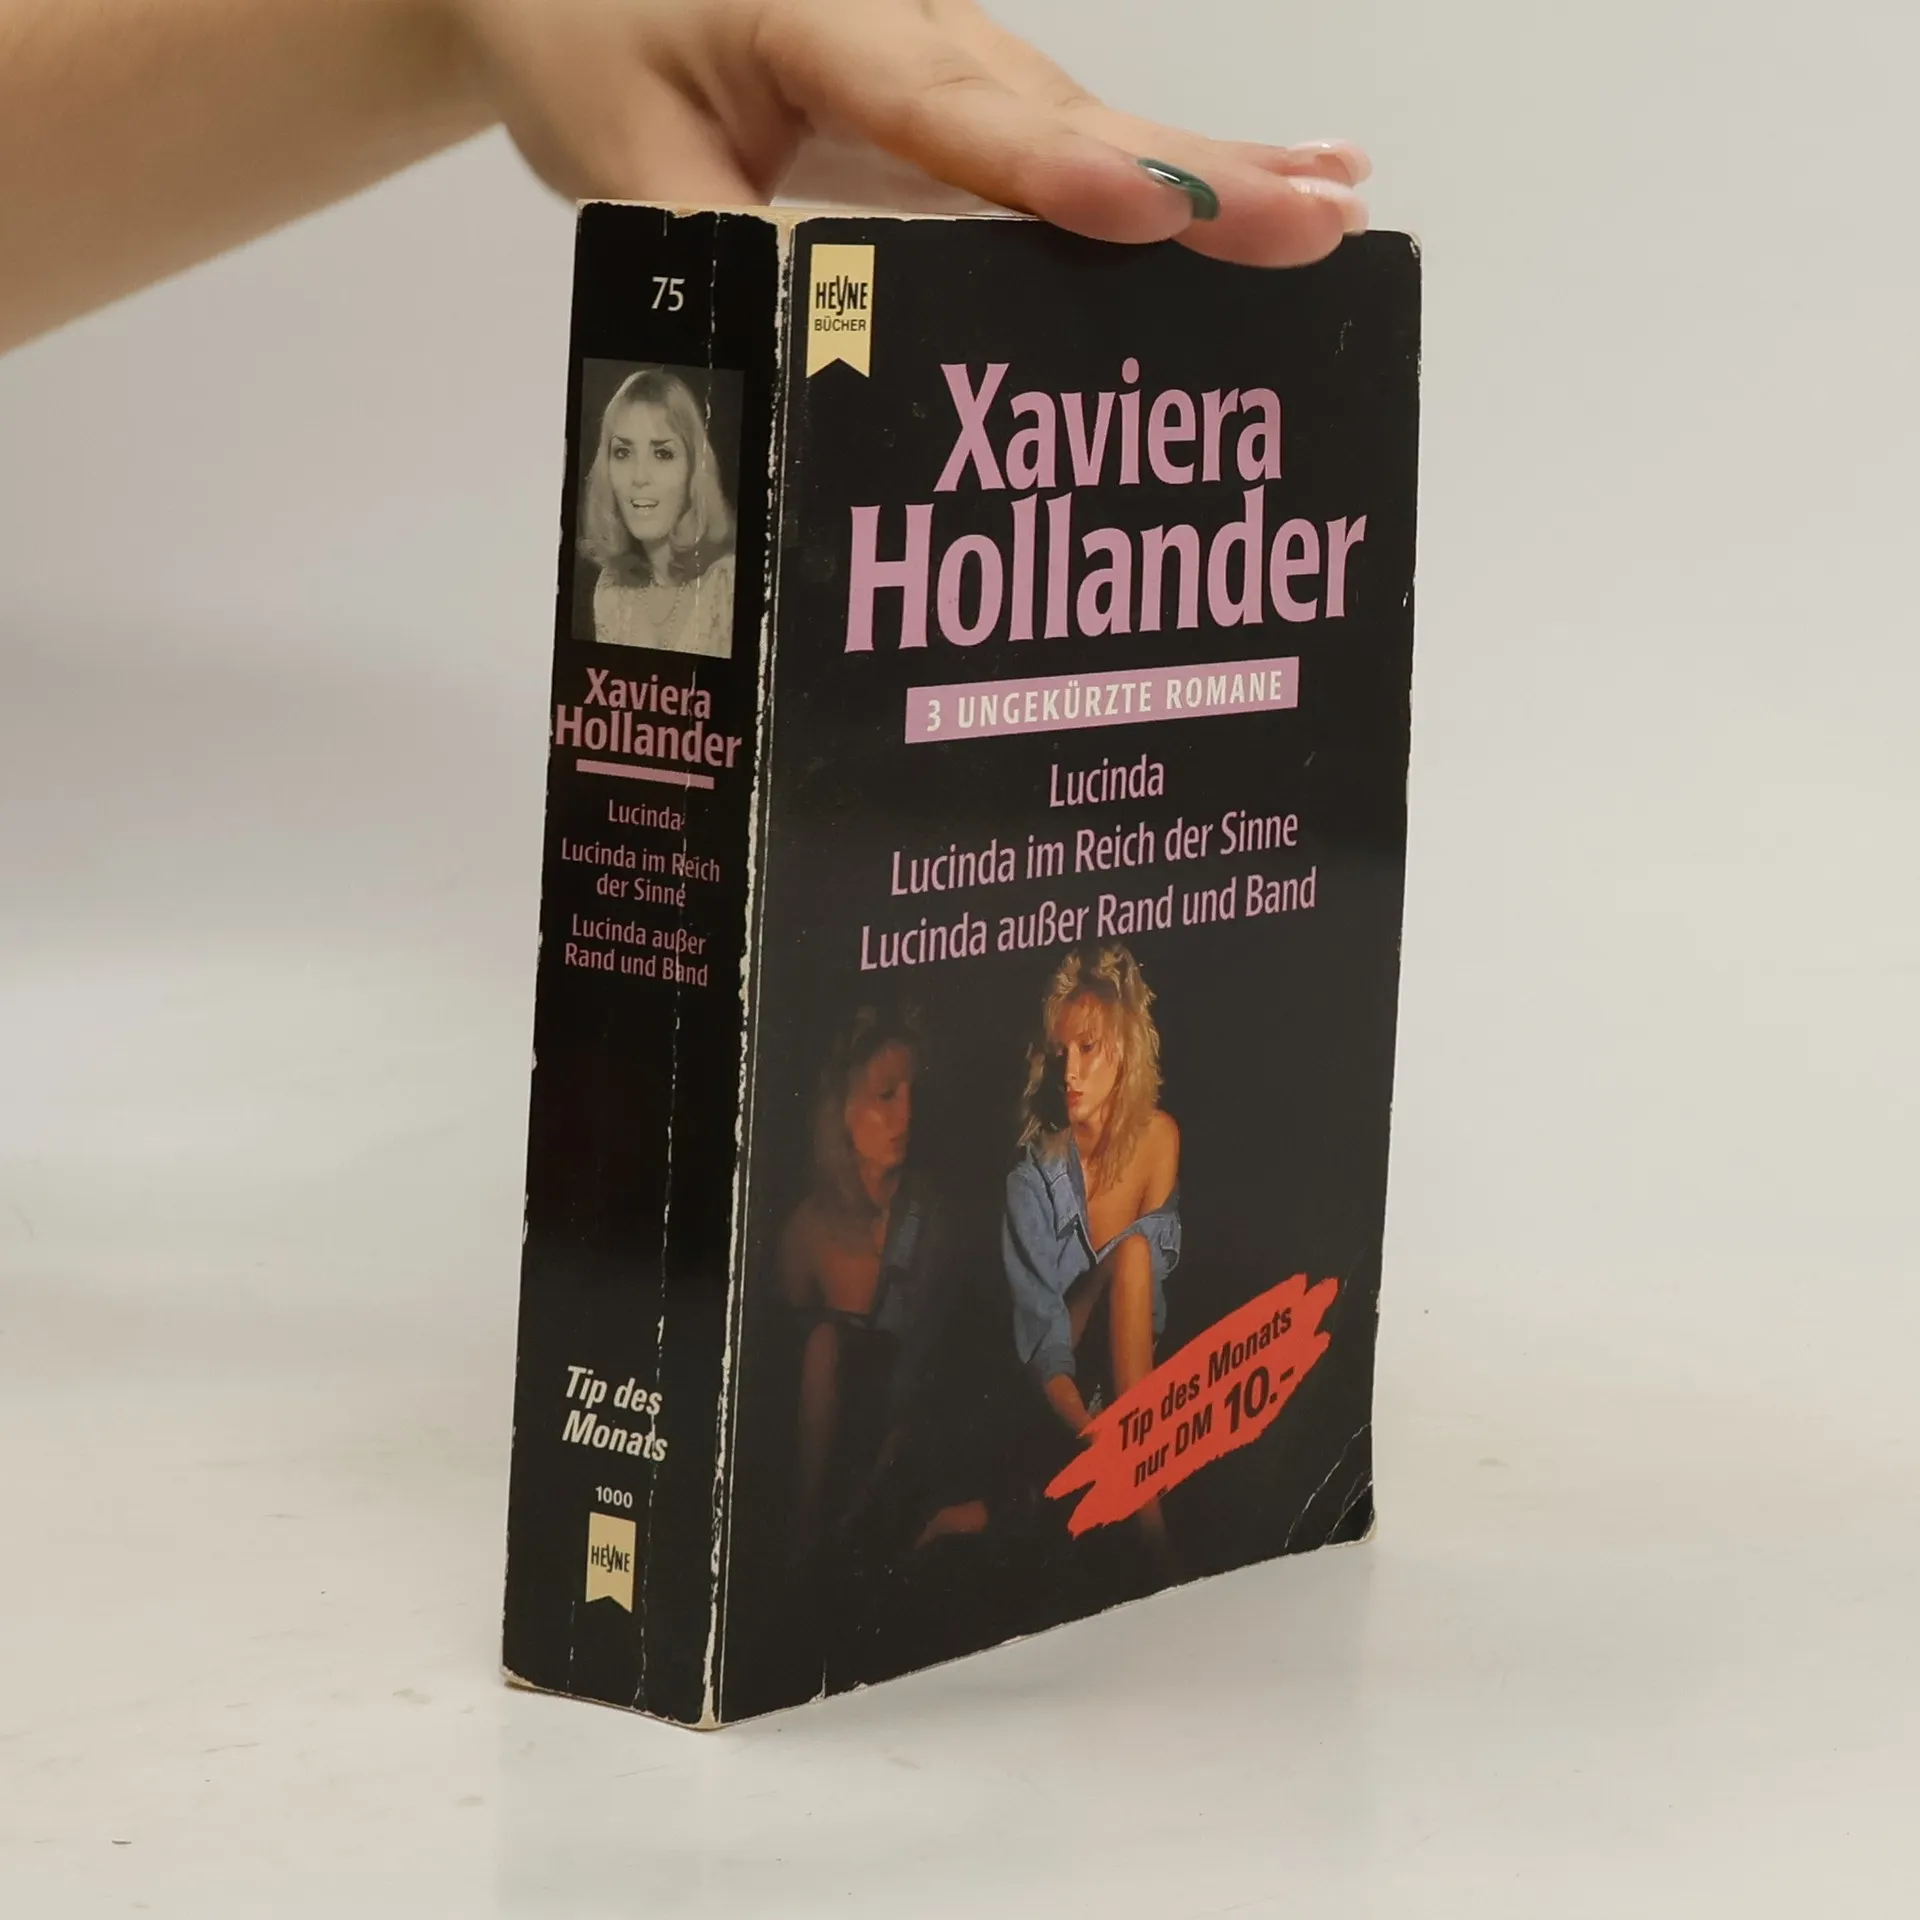 75
Xaviera
Hollander
Lucinda
Lucinda im Reich
der Sinne
Lucinda außer
Rand und Band
Tip des
Monats
1000
HEYNE
HEYNE
BÜCHER
Xaviera
Hollander
3 UNGEKÜRZTE ROMANE
Lucinda
Lucinda im Reich der Sinne
Lucinda außer Rand und Band
Tip des Monats
nur DM 10.-